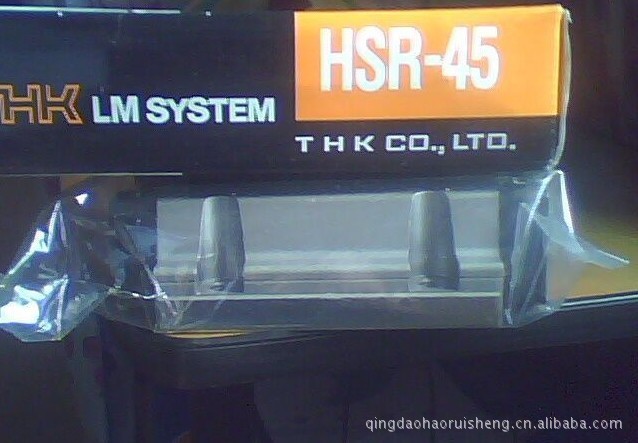 HSR-45
THK LM SYSTEM
THK CO., LTD.
qingdaohaoruisheng.cn.alibaba.com